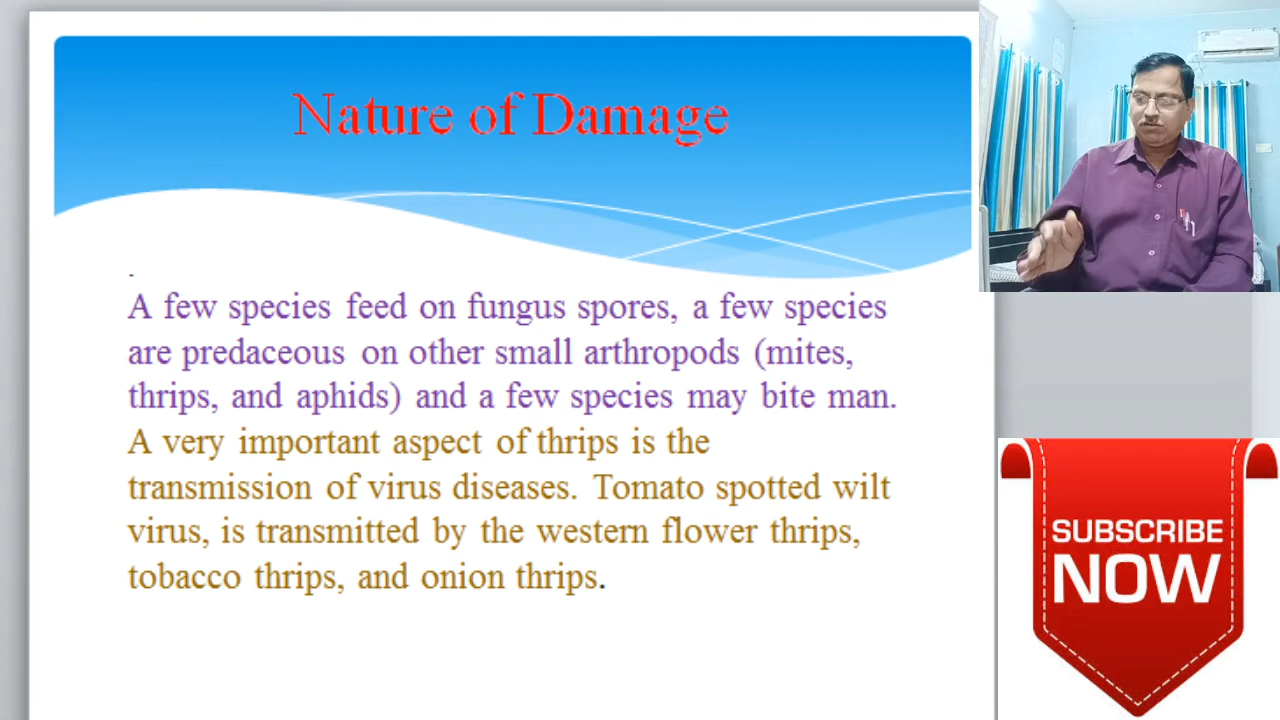 Nature of Damage
.
A few species feed on fungus spores, a few species
are predaceous on other small arthropods (mites,
thrips, and aphids) and a few species may bite man.
A very important aspect of thrips is the
transmission of virus diseases. Tomato spotted wilt
virus, is transmitted by the western flower thrips,
tobacco thrips, and onion thrips.
SUBSCRIBE
NOW